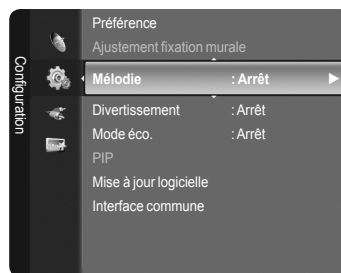 Configuration
Préférence
Ajustement fixation murale
Mélodie : Arrêt
Divertissement : Arrêt
Mode éco. : Arrêt
PIP
Mise à jour logicielle
Interface commune